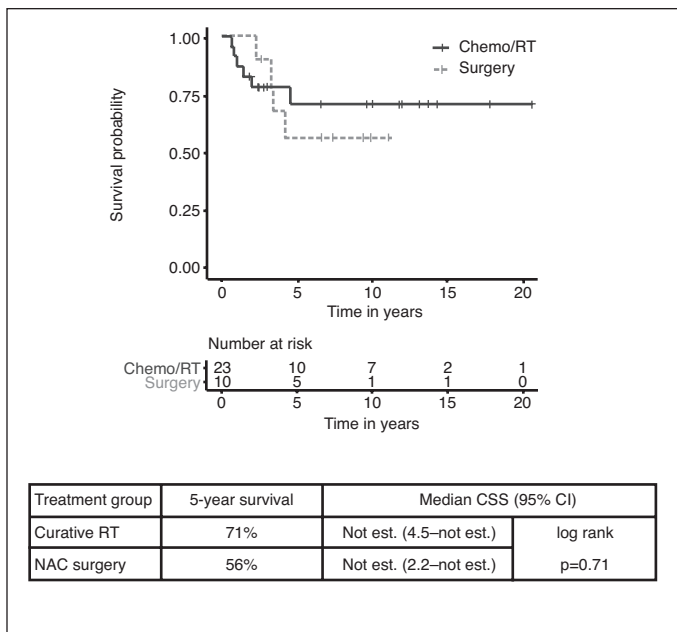 1.00
0.75
0.50
0.25
0.00
Survival probability
Chemo/RT
Surgery
0 5 10 15 20
Time in years
Number at risk
Chemo/RT 23 10 7 2 1
Surgery 10 5 1 1 0
0 5 10 15 20
Time in years
Treatment group 5-year survival Median CSS (95% CI)
Curative RT 71% Not est. (4.5–not est.) log rank
NAC surgery 56% Not est. (2.2–not est.) p=0.71